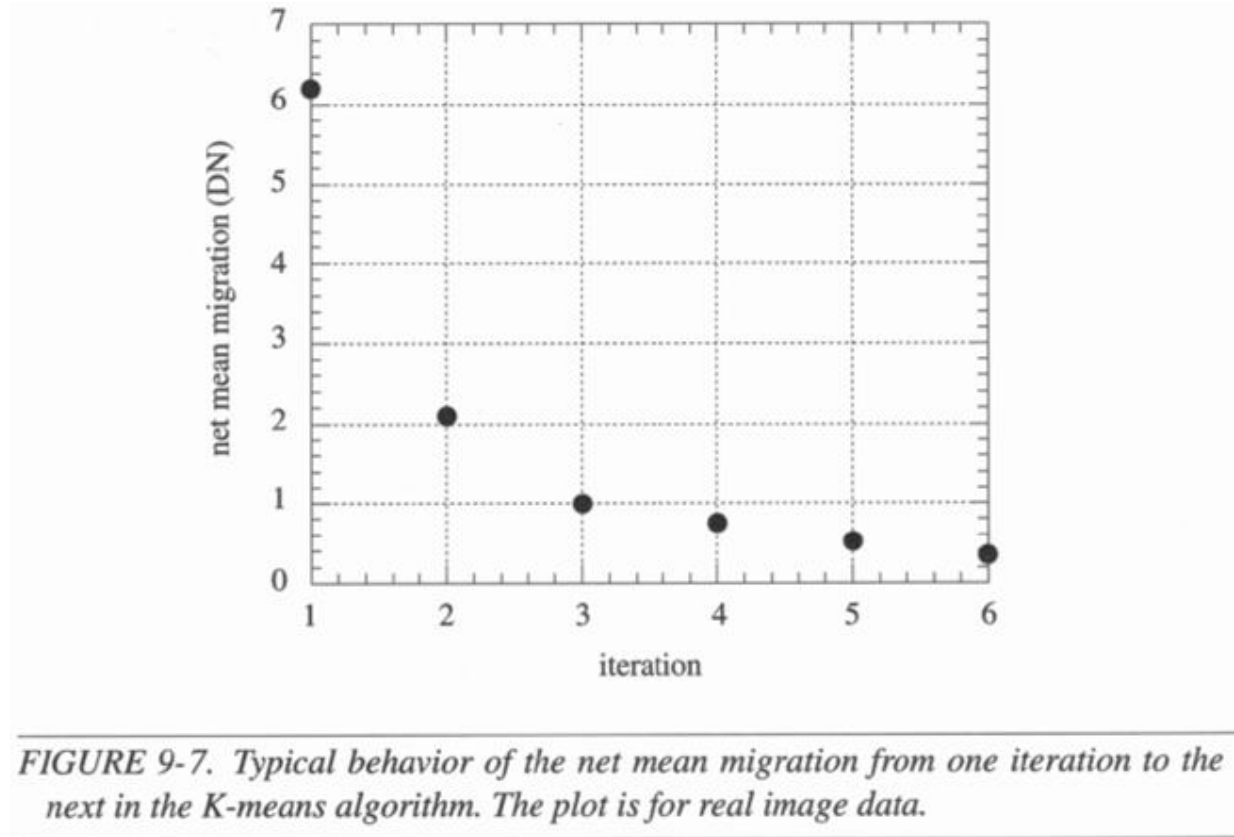 7
6
5
4
3
2
1
0
net mean migration (DN)
1 2 3 4 5 6
iteration
FIGURE 9-7. Typical behavior of the net mean migration from one iteration to the
next in the K-means algorithm. The plot is for real image data.